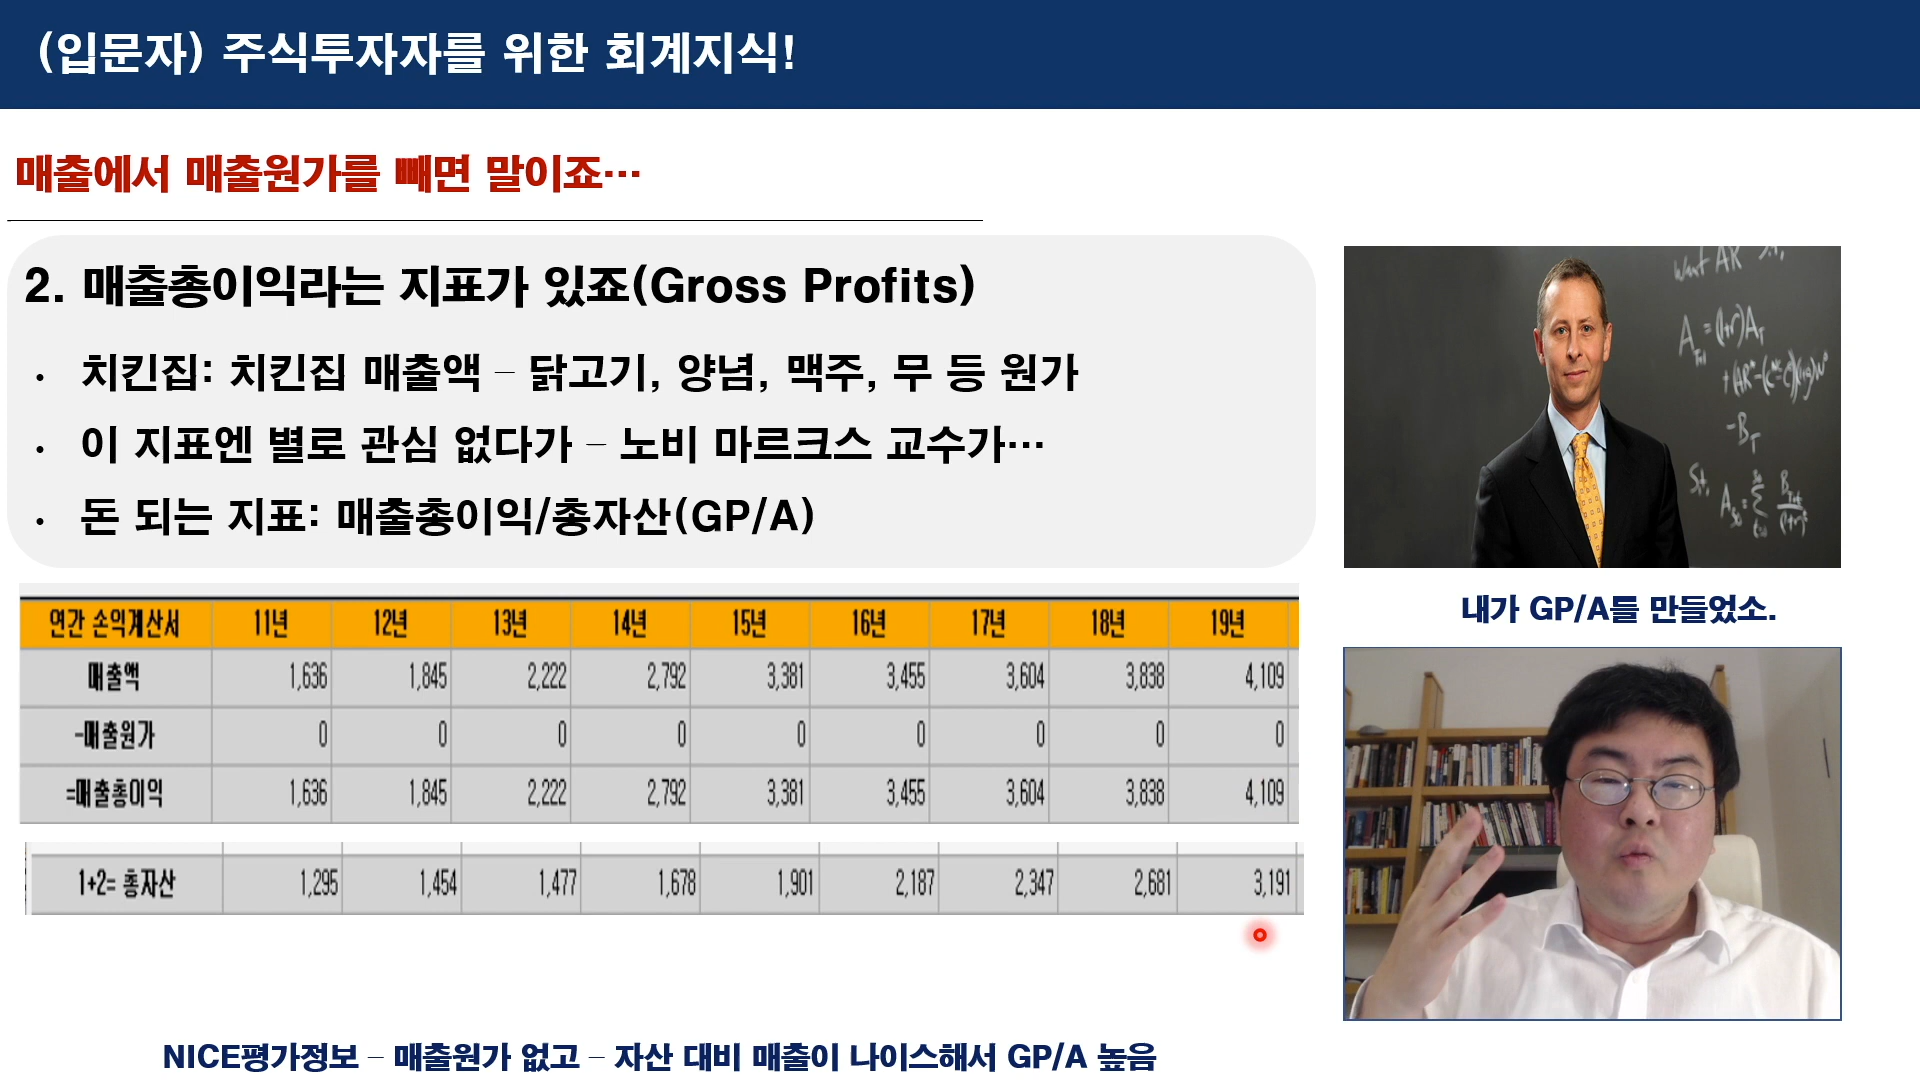 (입문자) 주식투자자를 위한 회계지식!
매출에서 매출원가를 빼면 말이죠…
2. 매출총이익라는 지표가 있죠(Gross Profits)
• 치킨집: 치킨집 매출액 – 닭고기, 양념, 맥주, 무 등 원가
• 이 지표엔 별로 관심 없다가 – 노비 마르크스 교수가…
• 돈 되는 지표: 매출총이익/총자산(GP/A)
내가 GP/A를 만들었소.
연간 손익계산서 11년 12년 13년 14년 15년 16년 17년 18년 19년
매출액 1,636 1,845 2,222 2,792 3,381 3,455 3,604 3,838 4,109
-매출원가 0 0 0 0 0 0 0 0 0
=매출총이익 1,636 1,845 2,222 2,792 3,381 3,455 3,604 3,838 4,109
1+2= 총자산 1,295 1,454 1,477 1,678 1,901 2,187 2,347 2,681 3,191
NICE평가정보 – 매출원가 없고 – 자산 대비 매출이 나이스해서 GP/A 높음